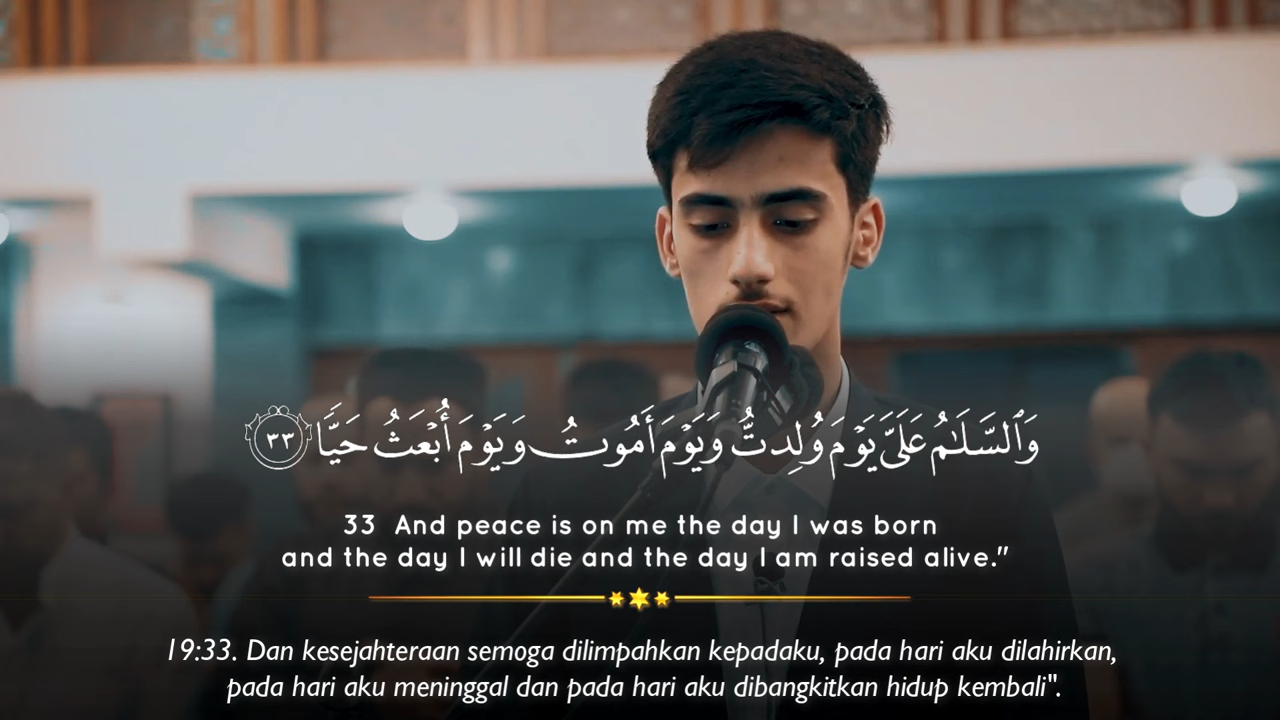 وَٱلسَّلَـٰمُ عَلَىَّ يَوْمَ وُلِدتُّ وَيَوْمَ أَمُوتُ وَيَوْمَ أُبْعَثُ حَيًّا ٣٣
33 And peace is on me the day I was born
and the day I will die and the day I am raised alive."
19:33. Dan kesejahteraan semoga dilimpahkan kepadaku, pada hari aku dilahirkan,
pada hari aku meninggal dan pada hari aku dibangkitkan hidup kembali".